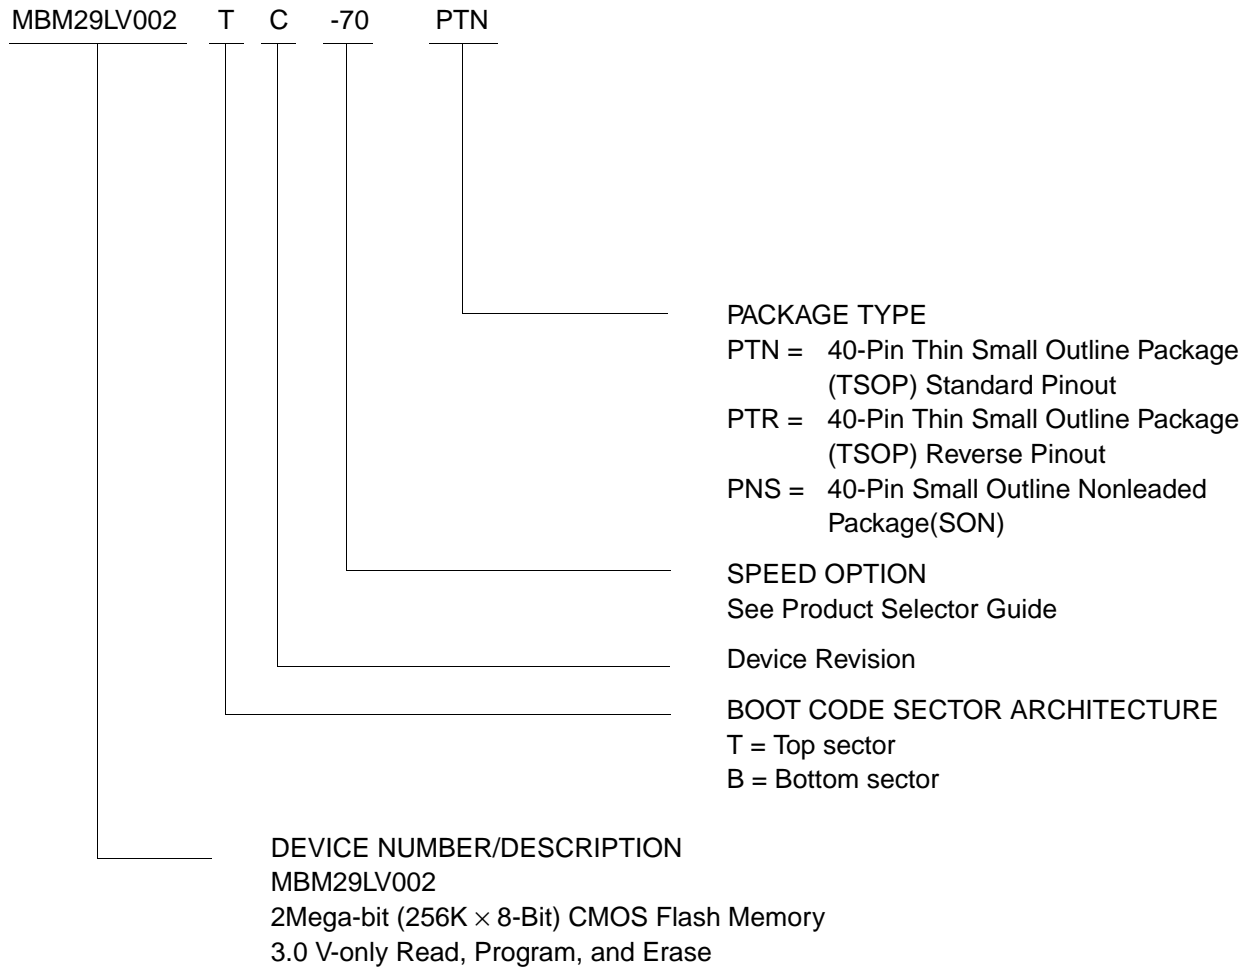 MBM29LV002 T C -70 PTN
PACKAGE TYPE
PTN = 40-Pin Thin Small Outline Package
(TSOP) Standard Pinout
PTR = 40-Pin Thin Small Outline Package
(TSOP) Reverse Pinout
PNS = 40-Pin Small Outline Nonleaded
Package(SON)
SPEED OPTION
See Product Selector Guide
Device Revision
BOOT CODE SECTOR ARCHITECTURE
T = Top sector
B = Bottom sector
DEVICE NUMBER/DESCRIPTION
MBM29LV002
2Mega-bit (256K × 8-Bit) CMOS Flash Memory
3.0 V-only Read, Program, and Erase